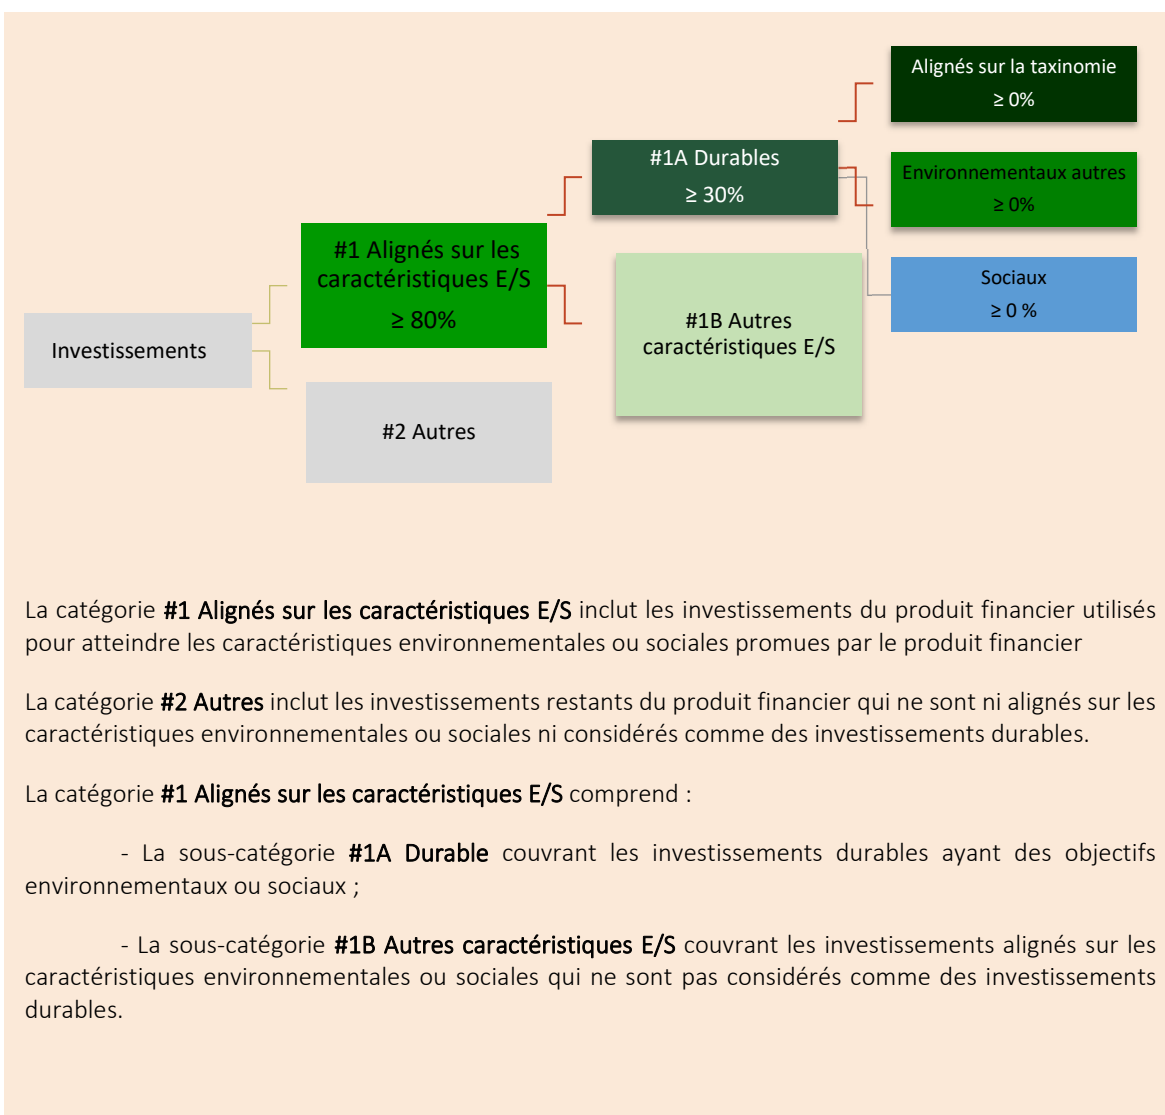 Alignés sur la taxinomie
≥ 0%
#1A Durables
≥ 30%
Environnementaux autres
≥ 0%
#1 Alignés sur les
caractéristiques E/S
≥ 80%
Sociaux
≥ 0 %
#1B Autres
caractéristiques E/S
Investissements
#2 Autres
La catégorie #1 Alignés sur les caractéristiques E/S inclut les investissements du produit financier utilisés
pour atteindre les caractéristiques environnementales ou sociales promues par le produit financier
La catégorie #2 Autres inclut les investissements restants du produit financier qui ne sont ni alignés sur les
caractéristiques environnementales ou sociales ni considérés comme des investissements durables.
La catégorie #1 Alignés sur les caractéristiques E/S comprend :
- La sous-catégorie #1A Durable couvrant les investissements durables ayant des objectifs
environnementaux ou sociaux ;
- La sous-catégorie #1B Autres caractéristiques E/S couvrant les investissements alignés sur les
caractéristiques environnementales ou sociales qui ne sont pas considérés comme des investissements
durables.